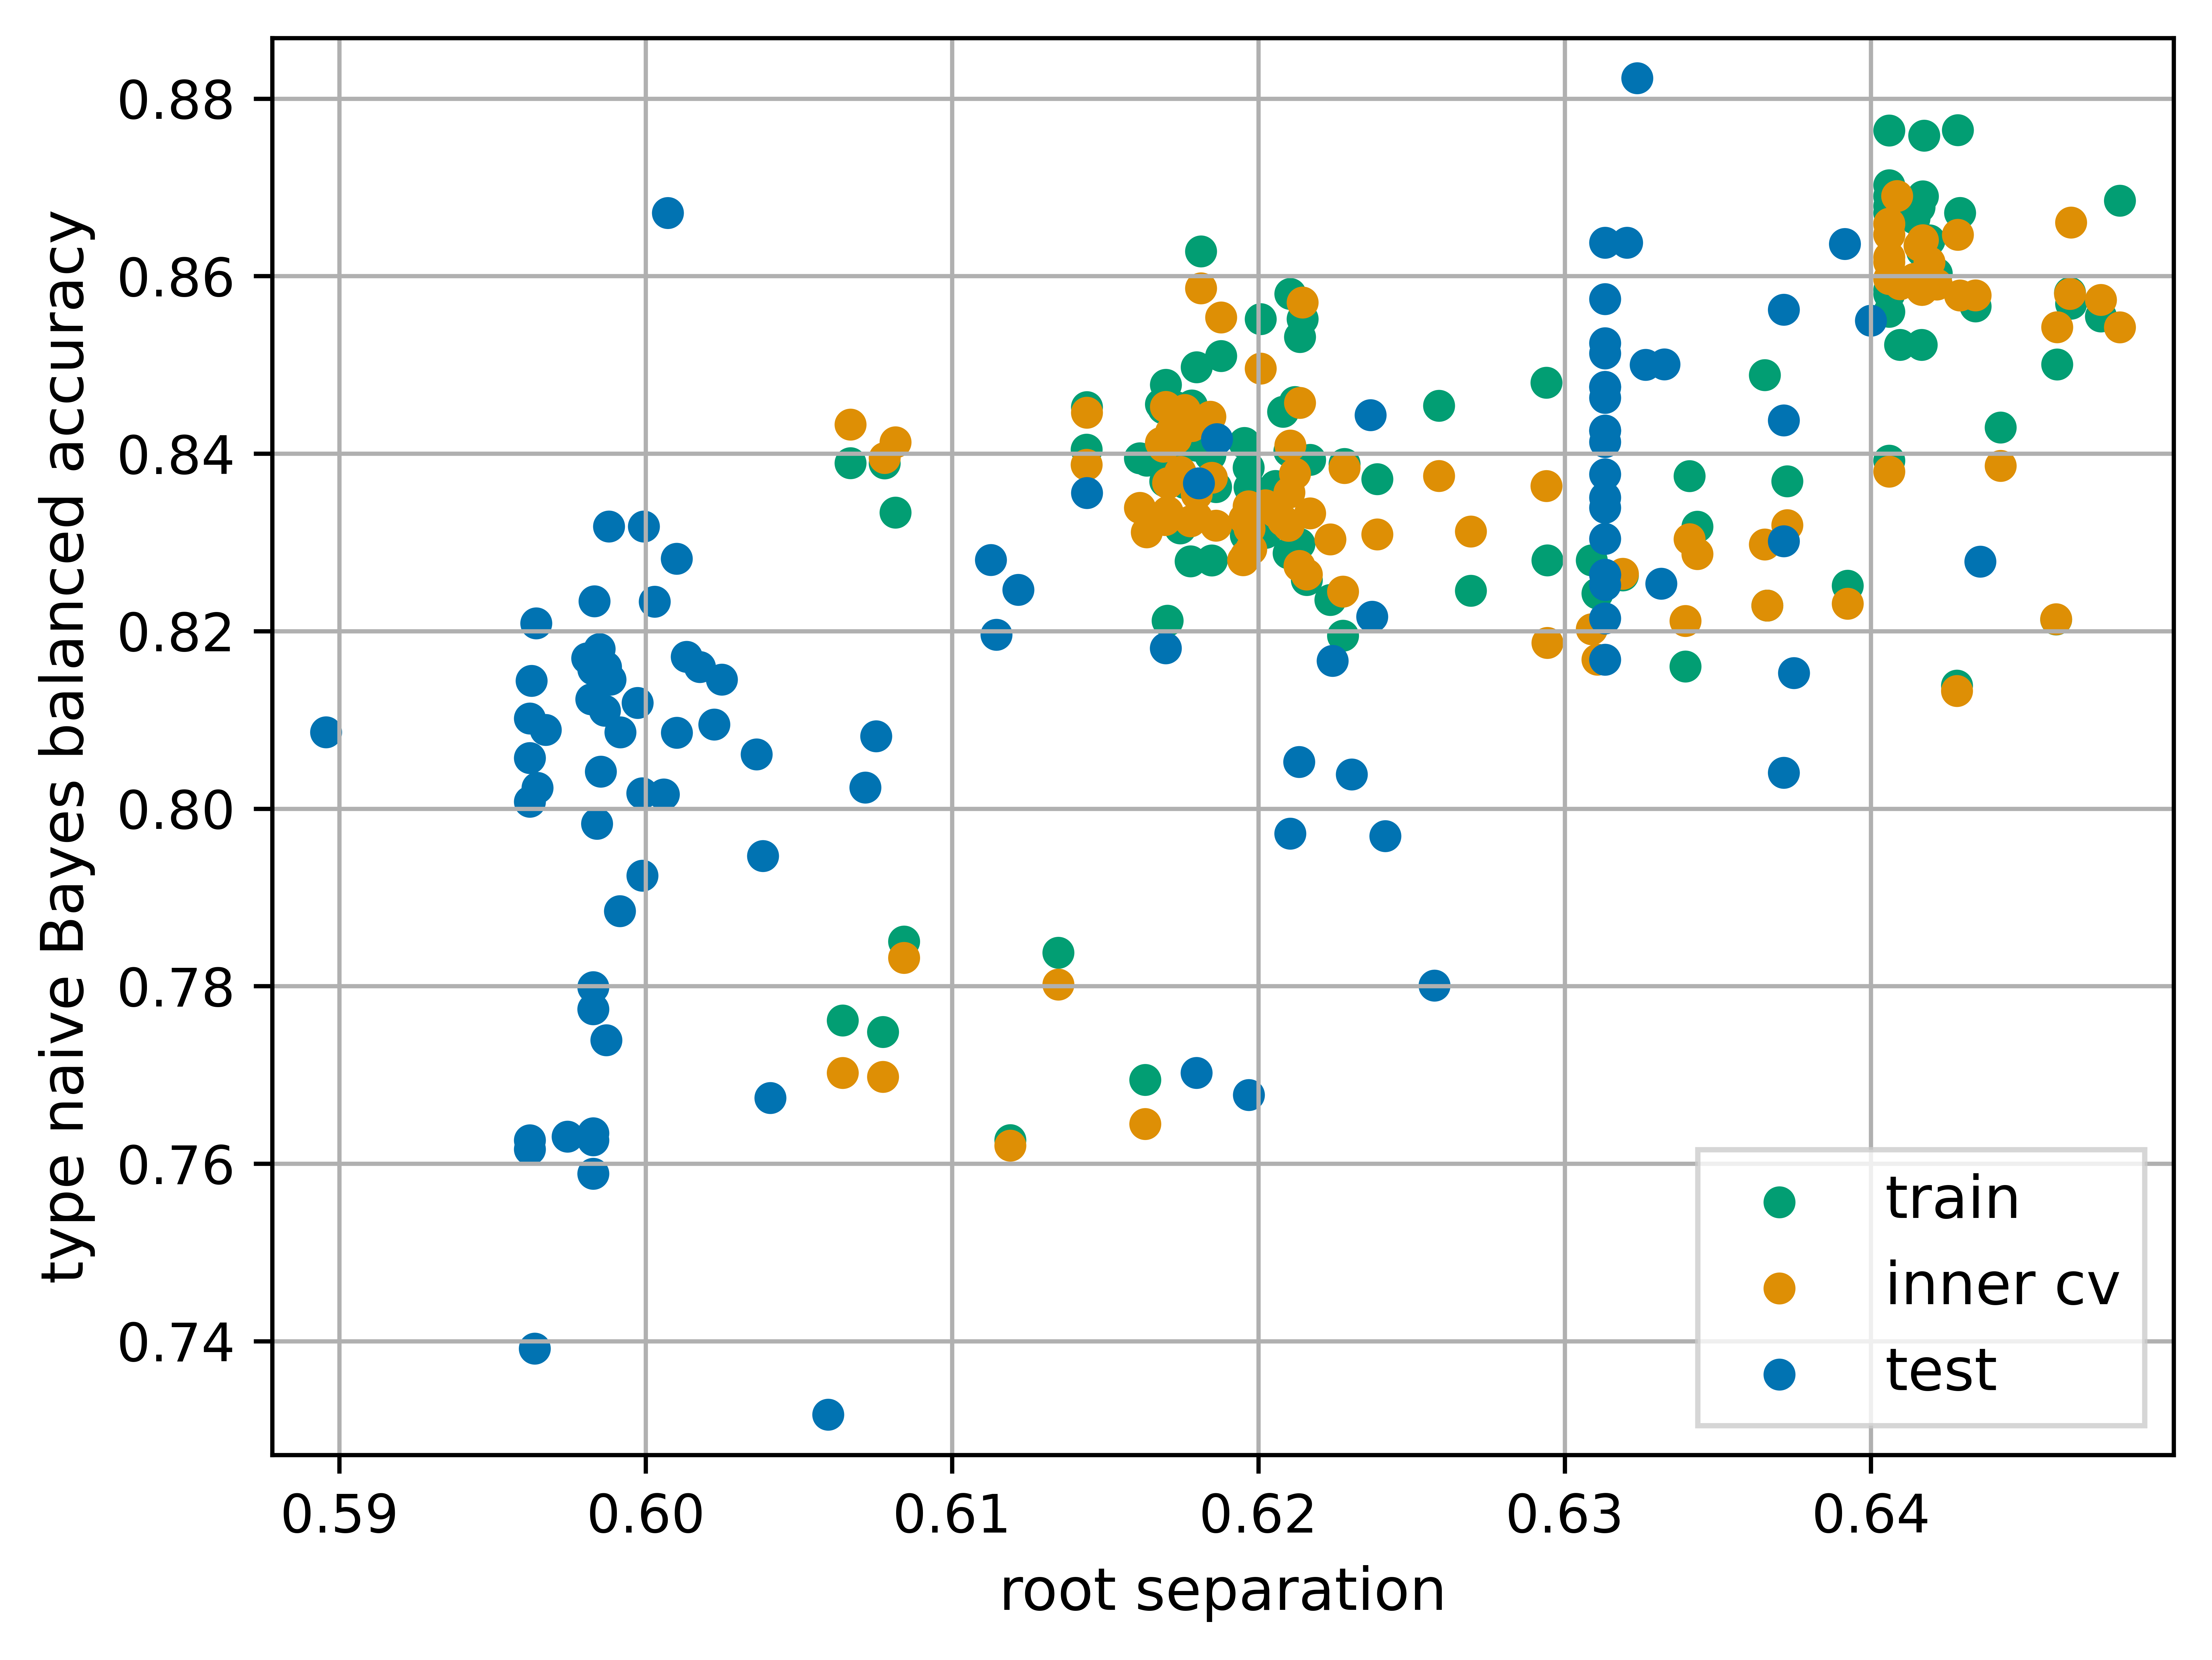 type naive Bayes balanced accuracy
0.88
0.86
0.84
0.82
0.80
0.78
0.76
0.74
train
inner cv
test
0.59 0.60 0.61 0.62 0.63 0.64
root separation